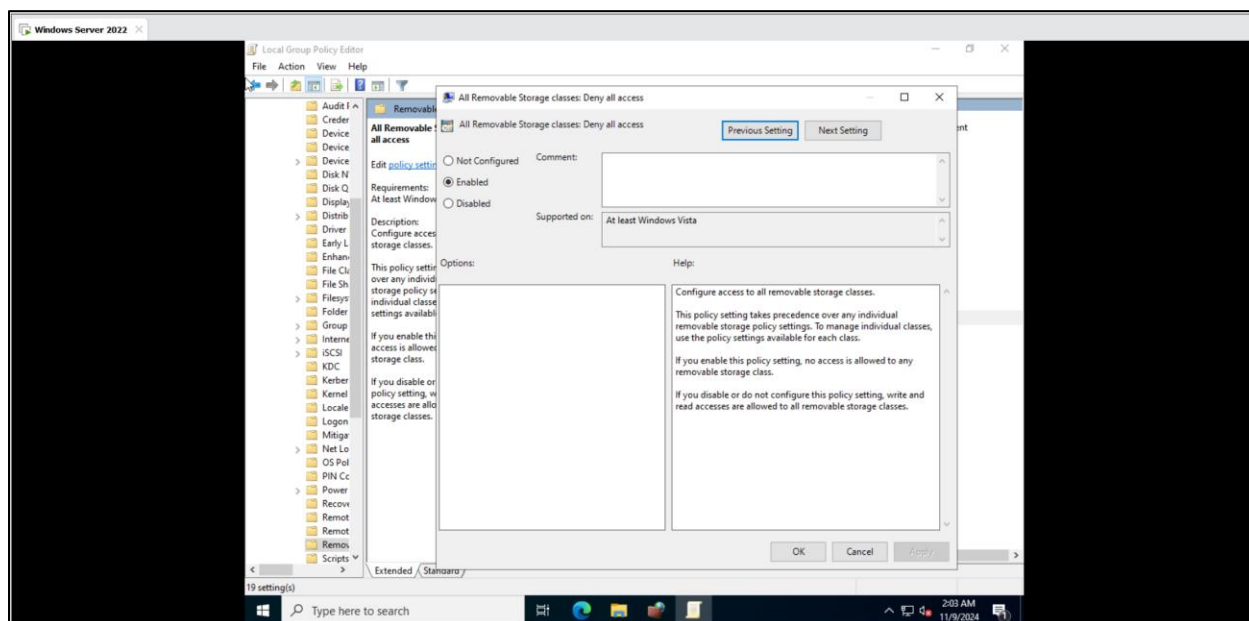 Windows Server 2022
Local Group Policy Editor
File Action View Help
All Removable Storage classes: Deny all access
All Removable Storage classes: Deny all access
Previous Setting Next Setting
Not Configured
Enabled
Disabled
Comment:
Supported on:
At least Windows Vista
Options:
Help:
Configure access to all removable storage classes.
This policy setting takes precedence over any individual
removable storage policy settings. To manage individual classes,
use the policy settings available for each class.
If you enable this policy setting, no access is allowed to any
removable storage class.
If you disable or do not configure this policy setting, write and
read accesses are allowed to all removable storage classes.
OK Cancel Apply
Audit
Creder
Device
Device
Device
Disk N
Disk Q
Display
Distrib
Driver
Early L
Enhan
File Cla
File Sh
Filesys
Folder
Group
Interne
iSCSI
KDC
Kerber
Kernel
Locale
Logon
Mitiga
Net Lo
OS Pol
PIN Cc
Power
Recove
Remot
Remot
Remov
Scripts
Removabl
All Removable
all access
Edit policy settin
Requirements:
At least Window
Description:
Configure acces
storage classes.
This policy settin
over any individ
storage policy se
individual classe
settings availabl
If you enable thi
access is allowed
storage class.
If you disable or
policy setting, w
accesses are allo
storage classes.
ent
Extended Standard
19 setting(s)
Type here to search
2:03 AM
11/9/2024